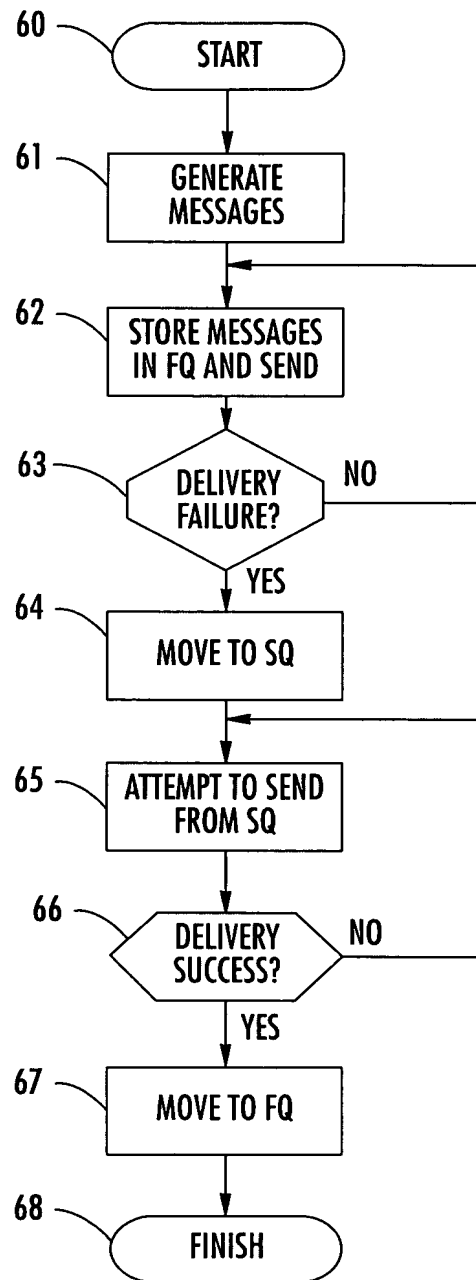 60
START
61
GENERATE
MESSAGES
62
STORE MESSAGES
IN FQ AND SEND
63
DELIVERY
FAILURE?
NO
YES
64
MOVE TO SQ
65
ATTEMPT TO SEND
FROM SQ
66
DELIVERY
SUCCESS?
NO
YES
67
MOVE TO FQ
68
FINISH